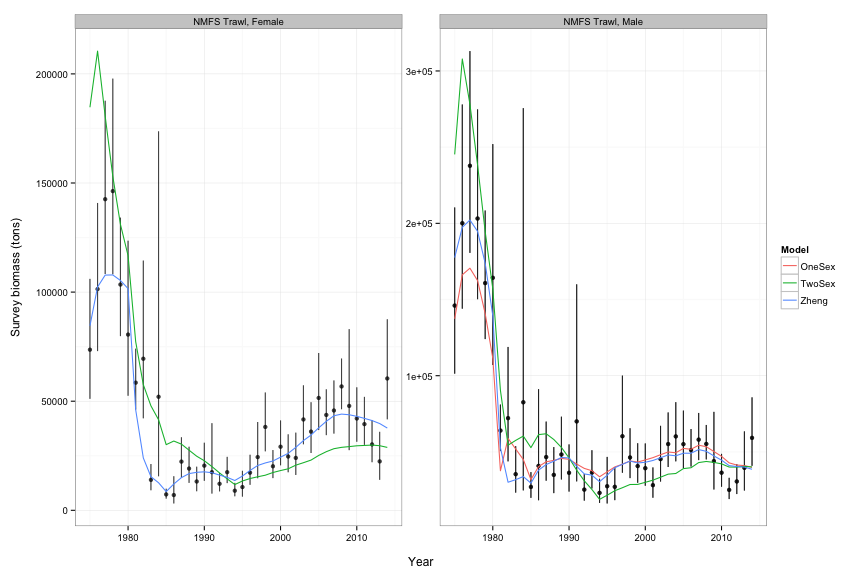 NMFS Trawl, Female
NMFS Trawl, Male
Survey biomass (tons)
200000
150000
100000
50000
0
3e+05
2e+05
1e+05
1980
1990
2000
2010
1980
1990
2000
2010
Year
Model
OneSex
TwoSex
Zheng